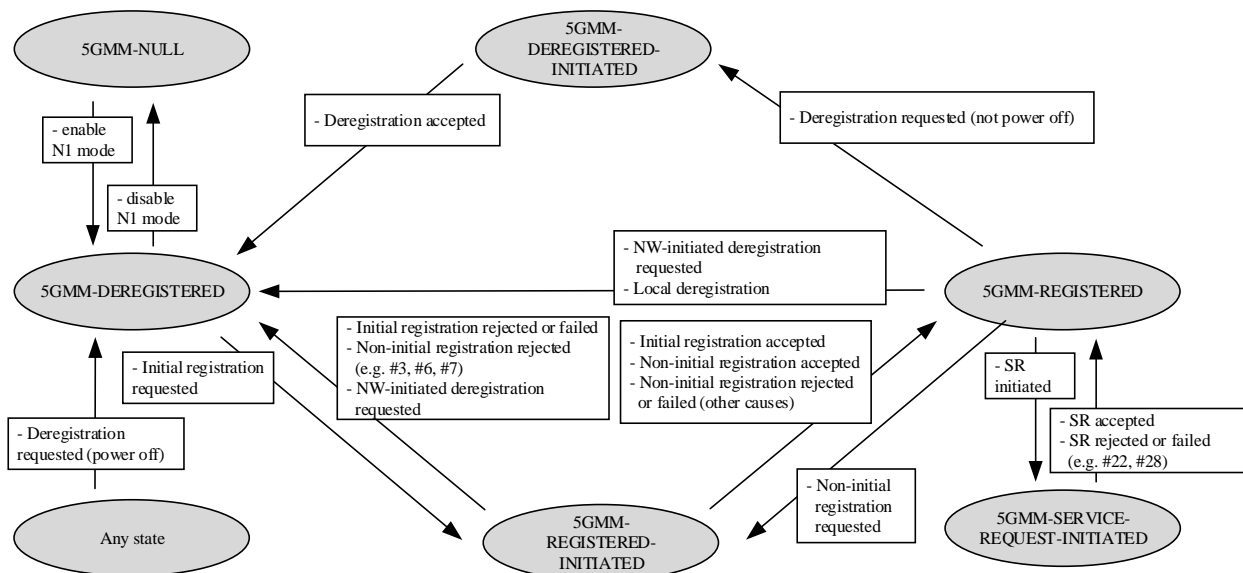 5GMM-NULL
5GMM-
DEREGISTERED-
INITIATED
- enable
N1 mode
- Deregistration accepted
- Deregistration requested (not power off)
- disable
N1 mode
5GMM-DEREGISTERED
- NW-initiated deregistration
requested
- Local deregistration
5GMM-REGISTERED
- Initial registration
requested
- Initial registration rejected or failed
- Non-initial registration rejected
(e.g. #3, #6, #7)
- NW-initiated deregistration
requested
- Initial registration accepted
- Non-initial registration accepted
- Non-initial registration rejected
or failed (other causes)
- SR
initiated
- Deregistration
requested (power off)
- SR accepted
- SR rejected or failed
(e.g. #22, #28)
- Non-initial
registration
requested
Any state
5GMM-
REGISTERED-
INITIATED
5GMM-SERVICE-
REQUEST-INITIATED